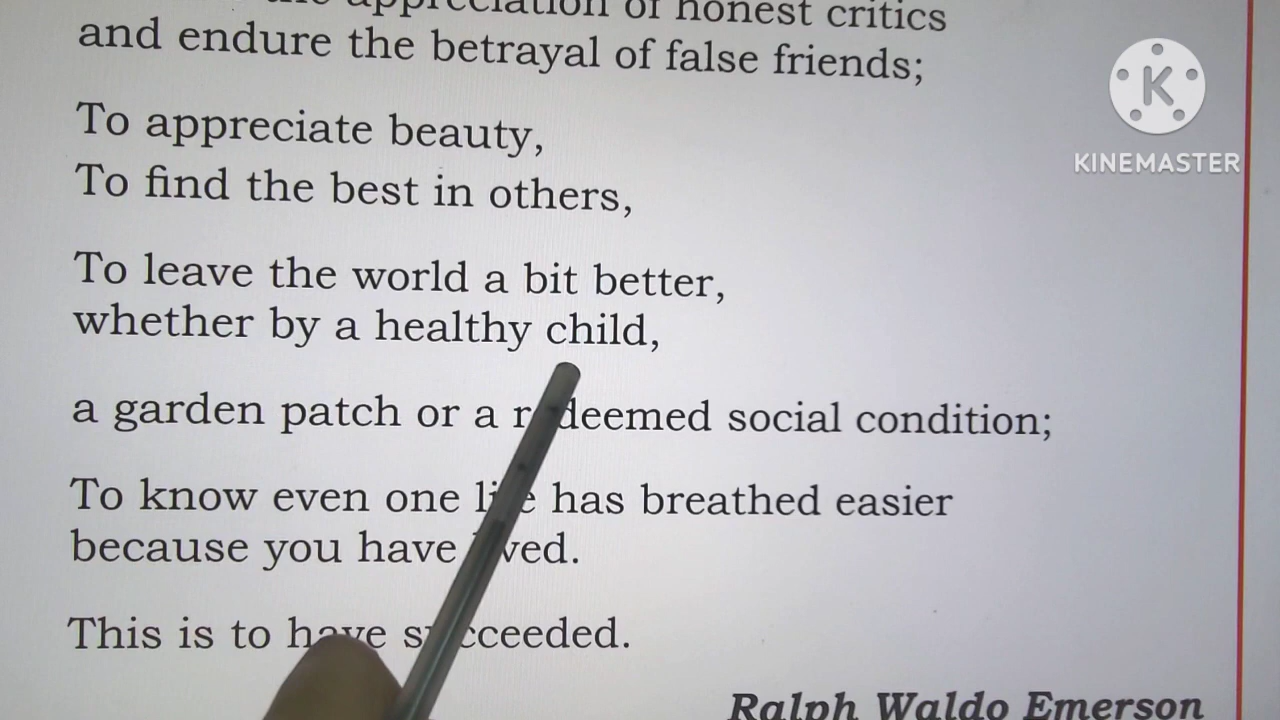 the appreciation of honest critics
and endure the betrayal of false friends;
To appreciate beauty,
To find the best in others,
To leave the world a bit better,
whether by a healthy child,
a garden patch or a redeemed social condition;
To know even one life has breathed easier
because you have lived.
This is to have succeeded.
Ralph Waldo Emerson
K
KINEMASTER